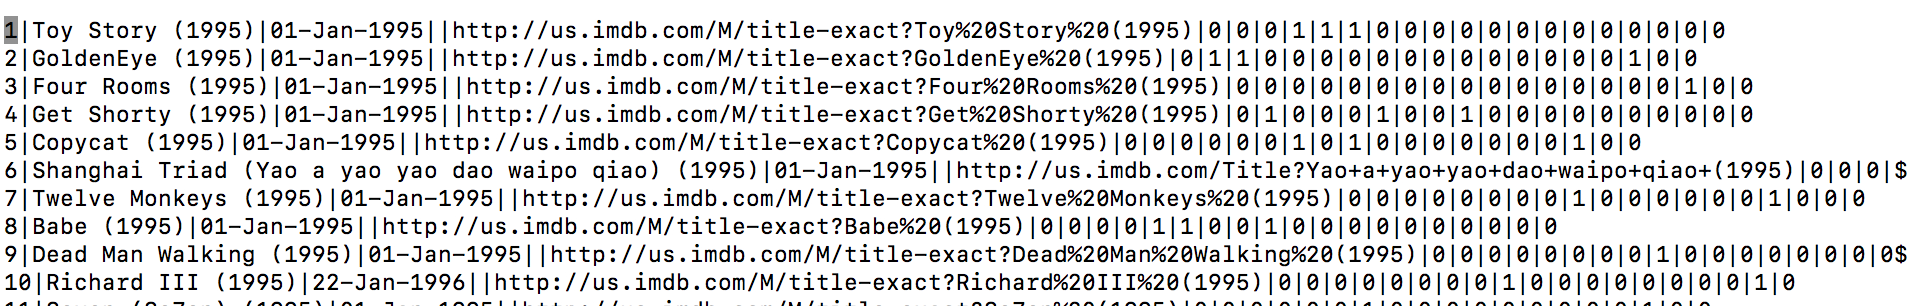 1|Toy Story (1995)|01-Jan-1995||http://us.imdb.com/M/title-exact?Toy%20Story%20(1995)|0|0|0|1|1|1|0|0|0|0|0|0|0|0|0|0|0|0|0
2|GoldenEye (1995)|01-Jan-1995||http://us.imdb.com/M/title-exact?GoldenEye%20(1995)|0|1|1|0|0|0|0|0|0|0|0|0|0|0|0|0|1|0|0
3|Four Rooms (1995)|01-Jan-1995||http://us.imdb.com/M/title-exact?Four%20Rooms%20(1995)|0|0|0|0|0|0|0|0|0|0|0|0|0|0|0|0|1|0|0
4|Get Shorty (1995)|01-Jan-1995||http://us.imdb.com/M/title-exact?Get%20Shorty%20(1995)|0|1|0|0|0|1|0|0|1|0|0|0|0|0|0|0|0|0|0
5|Copycat (1995)|01-Jan-1995||http://us.imdb.com/M/title-exact?Copycat%20(1995)|0|0|0|0|0|0|1|0|1|0|0|0|0|0|0|0|1|0|0
6|Shanghai Triad (Yao a yao yao dao waipo qiao) (1995)|01-Jan-1995||http://us.imdb.com/Title?Yao+a+yao+yao+dao+waipo+qiao+(1995)|0|0|0|$
7|Twelve Monkeys (1995)|01-Jan-1995||http://us.imdb.com/M/title-exact?Twelve%20Monkeys%20(1995)|0|0|0|0|0|0|0|0|1|0|0|0|0|0|0|1|0|0|0
8|Babe (1995)|01-Jan-1995||http://us.imdb.com/M/title-exact?Babe%20(1995)|0|0|0|0|1|1|0|0|1|0|0|0|0|0|0|0|0|0|0
9|Dead Man Walking (1995)|01-Jan-1995||http://us.imdb.com/M/title-exact?Dead%20Man%20Walking%20(1995)|0|0|0|0|0|0|0|0|1|0|0|0|0|0|0|0|0$
10|Richard III (1995)|22-Jan-1996||http://us.imdb.com/M/title-exact?Richard%20III%20(1995)|0|0|0|0|0|0|0|0|1|0|0|0|0|0|0|0|0|1|0